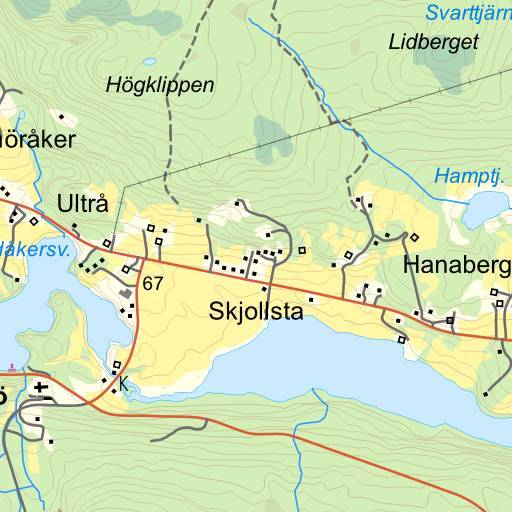 Svarttjärn
Lidberget
Högklippen
Hamptj.
Ultrå
Hanaberg
67
Skjollsta
K